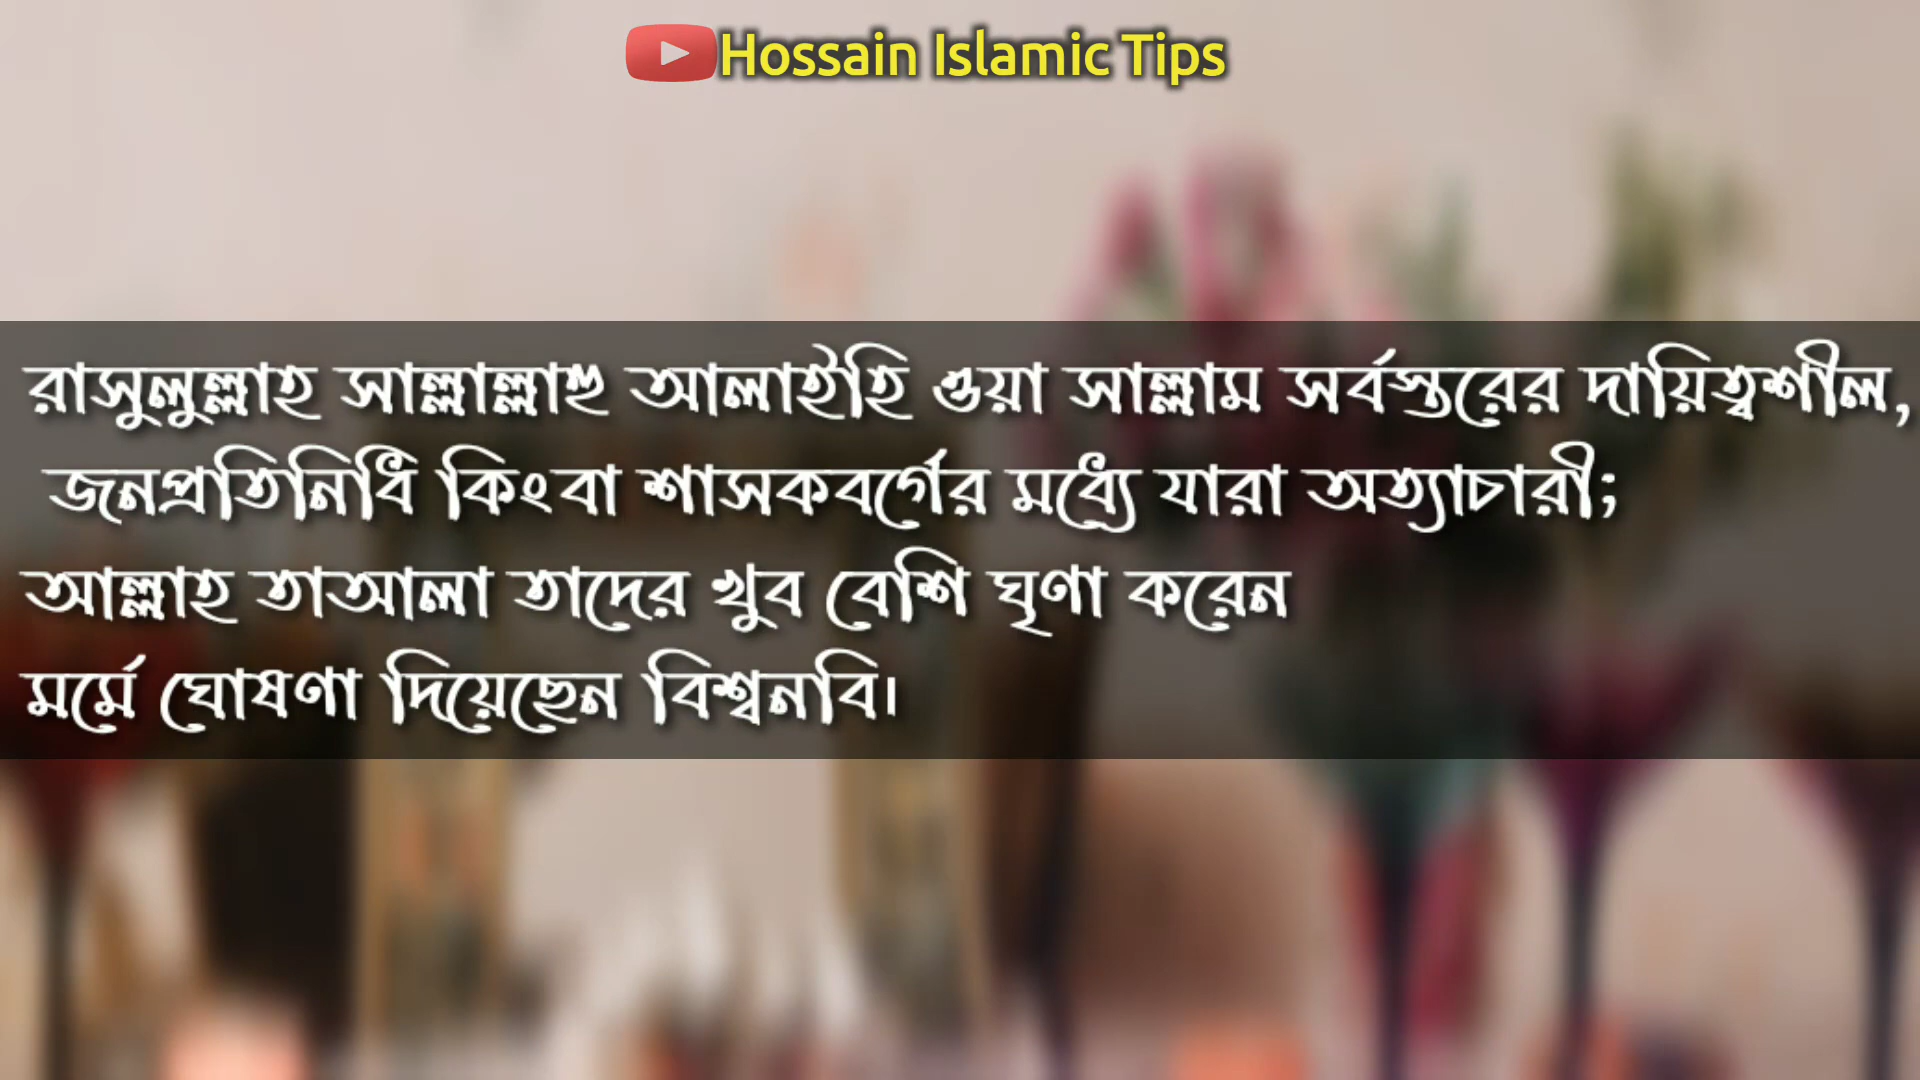 Hossain Islamic Tips
রাসুলুল্লাহ সাল্লাল্লাহু আলাইহি ওয়া সাল্লাম সর্বস্তরের দায়িত্বশীল,
জনপ্রতিনিধি কিংবা শাসকবর্গের মধ্যে যারা অত্যাচারী;
আল্লাহ তাআলা তাদের খুব বেশি ঘৃণা করেন
মর্মে ঘোষণা দিয়েছেন বিশ্বনবি।